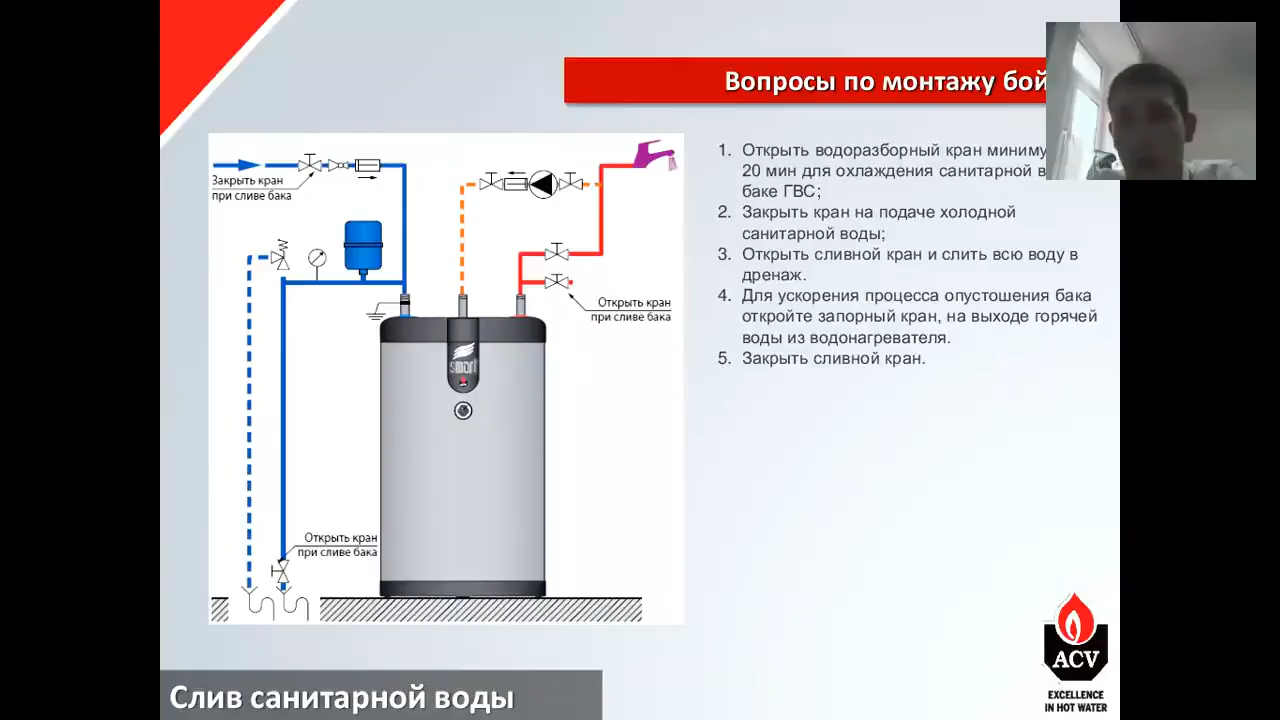 Вопросы по монтажу бой
Закрыть кран
при сливе бака
Открыть кран
при сливе бака
smart
Открыть кран
при сливе бака
1. Открыть водоразборный кран миниму
20 мин для охлаждения санитарной в
баке ГВС;
2. Закрыть кран на подаче холодной
санитарной воды;
3. Открыть сливной кран и слить всю воду в
дренаж.
4. Для ускорения процесса опустошения бака
откройте запорный кран, на выходе горячей
воды из водонагревателя.
5. Закрыть сливной кран.
Слив санитарной воды
ACV
EXCELLENCE
IN HOT WATER